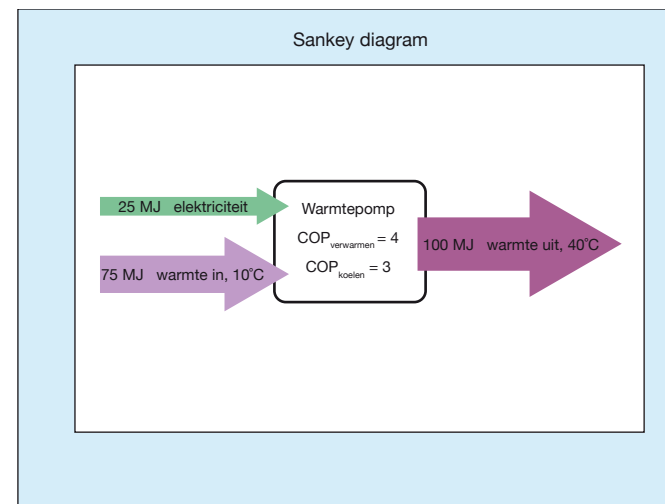 Sankey diagram
25 MJ elektriciteit
75 MJ warmte in, 10°C
Warmtepomp
COPverwarmen = 4
COPkoelen = 3
100 MJ warmte uit, 40°C